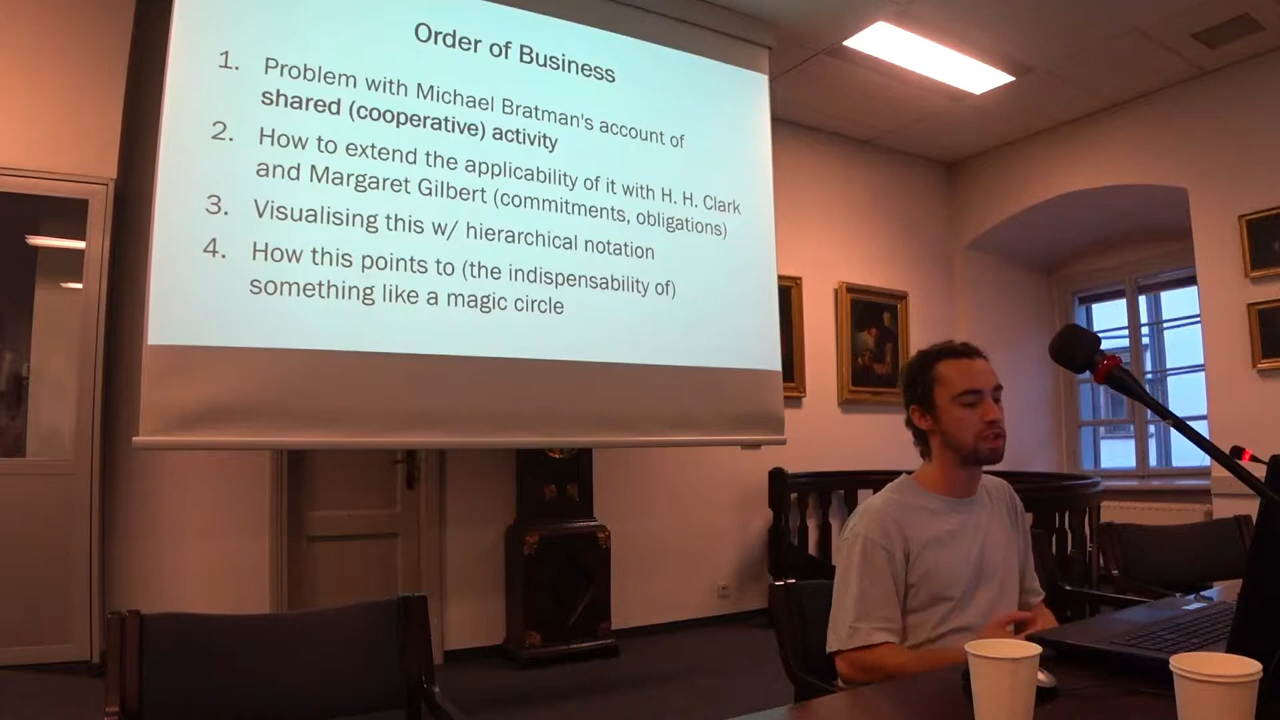 Order of Business
1. Problem with Michael Bratman's account of
shared (cooperative) activity
2. How to extend the applicability of it with H. H. Clark
and Margaret Gilbert (commitments, obligations)
3. Visualising this w/ hierarchical notation
4. How this points to (the indispensability of)
something like a magic circle